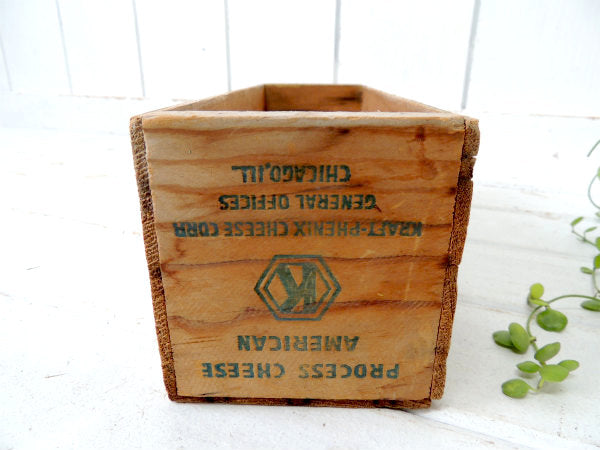 PROCESS CHEESE
AMERICAN
K
KRAFT-PHENIX CHEESE CORP.
GENERAL OFFICES
CHICAGO, ILL.